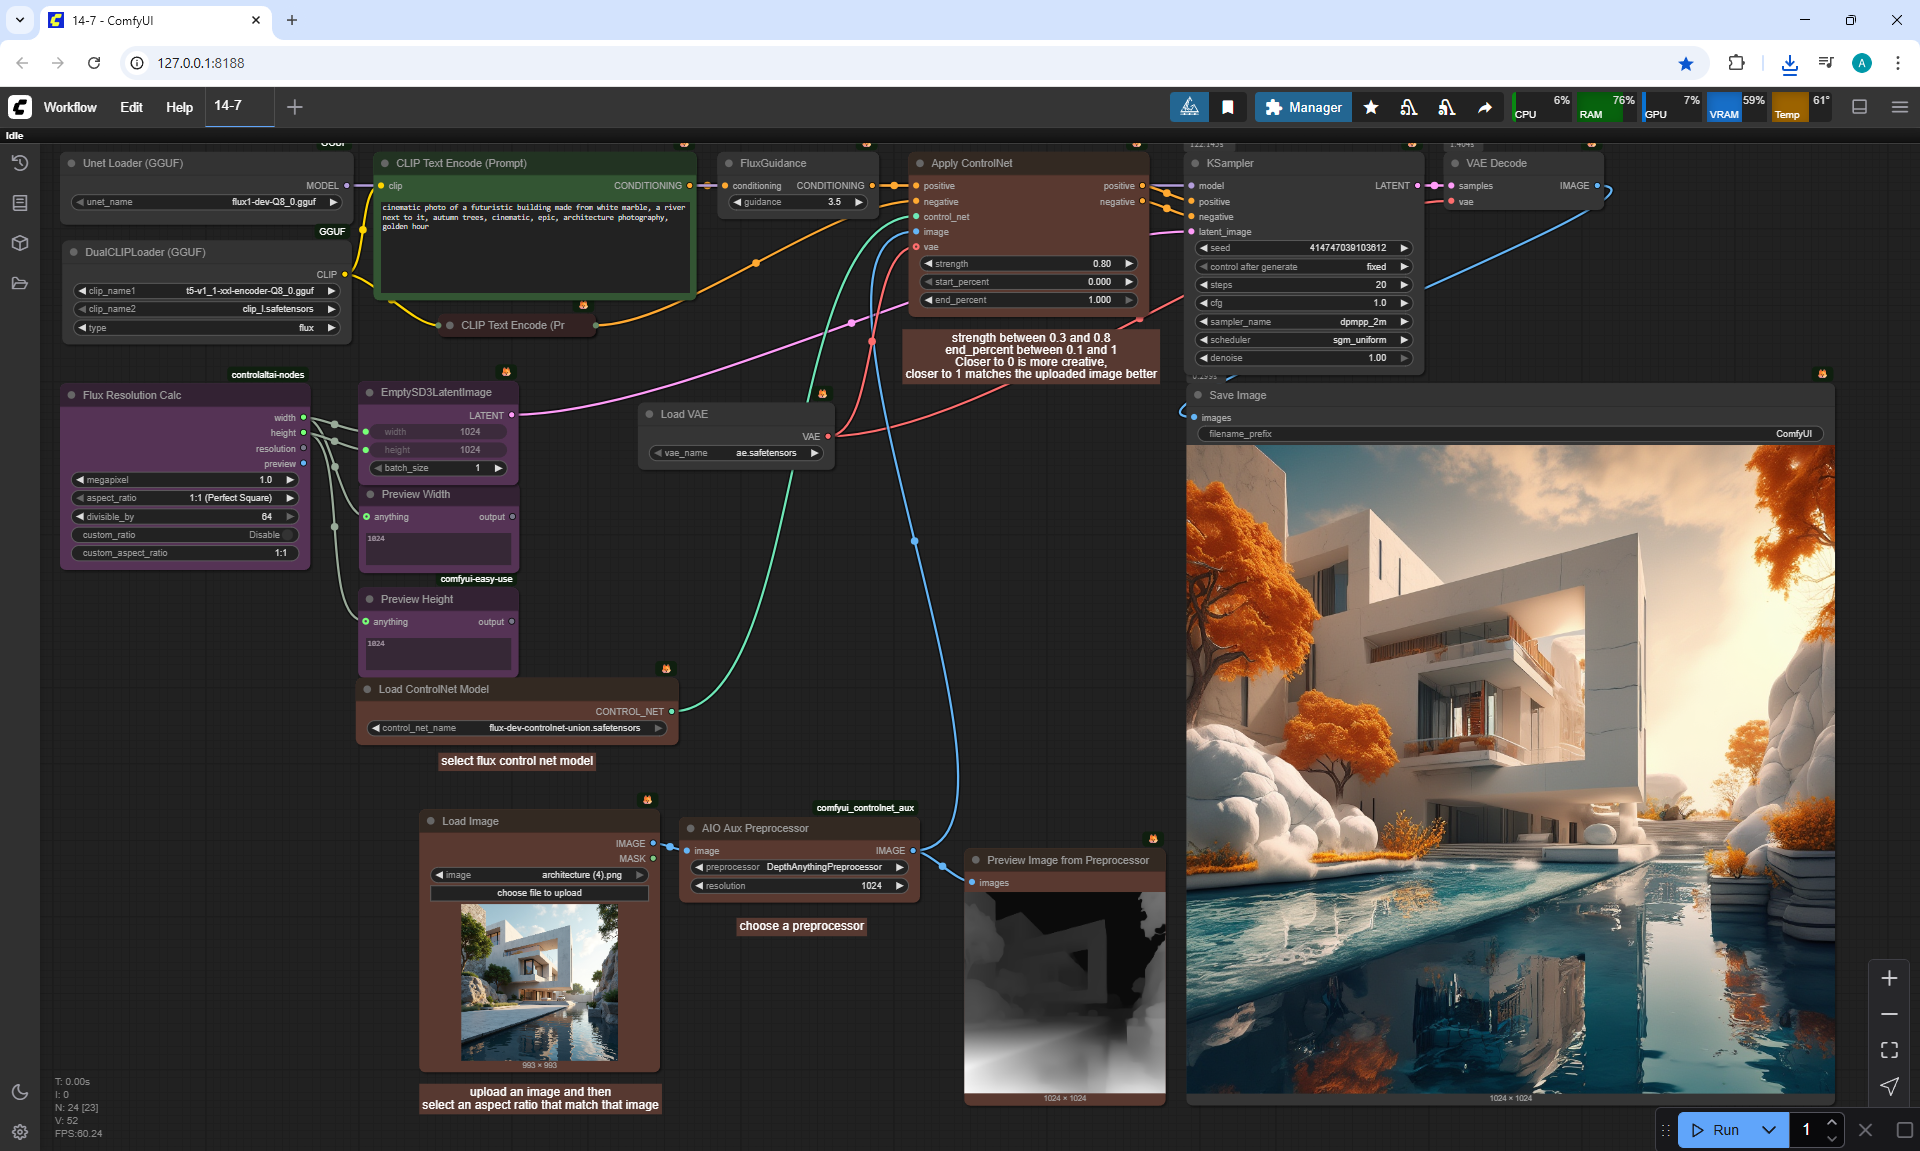 14-7 - ComfyUI
127.0.0.1:8188
A
Workflow
Edit
Help
14-7
Manager
CPU 6%
RAM 76%
GPU 7%
VRAM 59%
Temp 61°
Idle
Unet Loader (GGUF)
MODEL
unet_name flux1-dev-Q8_0.gguf
GGUF
DualCLIPLoader (GGUF)
CLIP
clip_name1 t5-v1_1-xxl-encoder-Q8_0.gguf
clip_name2 clip_l.safetensors
type flux
CLIP Text Encode (Prompt)
clip CONDITIONING
cinematic photo of a futuristic building made from white marble, a river
next to it, autumn trees, cinematic, epic, architecture photography,
golden hour
CLIP Text Encode (Pr
FluxGuidance
conditioning CONDITIONING
guidance 3.5
Apply ControlNet
positive positive
negative negative
control_net
image
vae
strength 0.80
start_percent 0.000
end_percent 1.000
strength between 0.3 and 0.8
end_percent between 0.1 and 1
Closer to 0 is more creative,
closer to 1 matches the uploaded image better
KSampler
model LATENT
positive
negative
latent_image
seed 414747039103612
control after generate fixed
steps 20
cfg 1.0
sampler_name dpmpp_2m
scheduler sgm_uniform
denoise 1.00
VAE Decode
samples IMAGE
vae
controlaltai-nodes
Flux Resolution Calc
width
height
resolution
preview
megapixel 1.0
aspect_ratio 1:1 (Perfect Square)
divisible_by 64
custom_ratio Disable
custom_aspect_ratio 1:1
EmptySD3LatentImage
LATENT
width 1024
height 1024
batch_size 1
Preview Width
anything output
1024
comfyui-easy-use
Preview Height
anything output
1024
Load VAE
VAE
vae_name ae.safetensors
Load ControlNet Model
CONTROL_NET
control_net_name flux-dev-controlnet-union.safetensors
select flux control net model
Load Image
IMAGE
MASK
image architecture (4).png
choose file to upload
993 × 993
upload an image and then
select an aspect ratio that match that image
comfyui_controlnet_aux
AIO Aux Preprocessor
image IMAGE
preprocessor DepthAnythingPreprocessor
resolution 1024
choose a preprocessor
Preview Image from Preprocessor
images
1024 × 1024
Save Image
images
filename_prefix ComfyUI
1024 × 1024
T: 0.00s
I: 0
N: 24 [23]
V: 52
FPS:60.24
Run
1